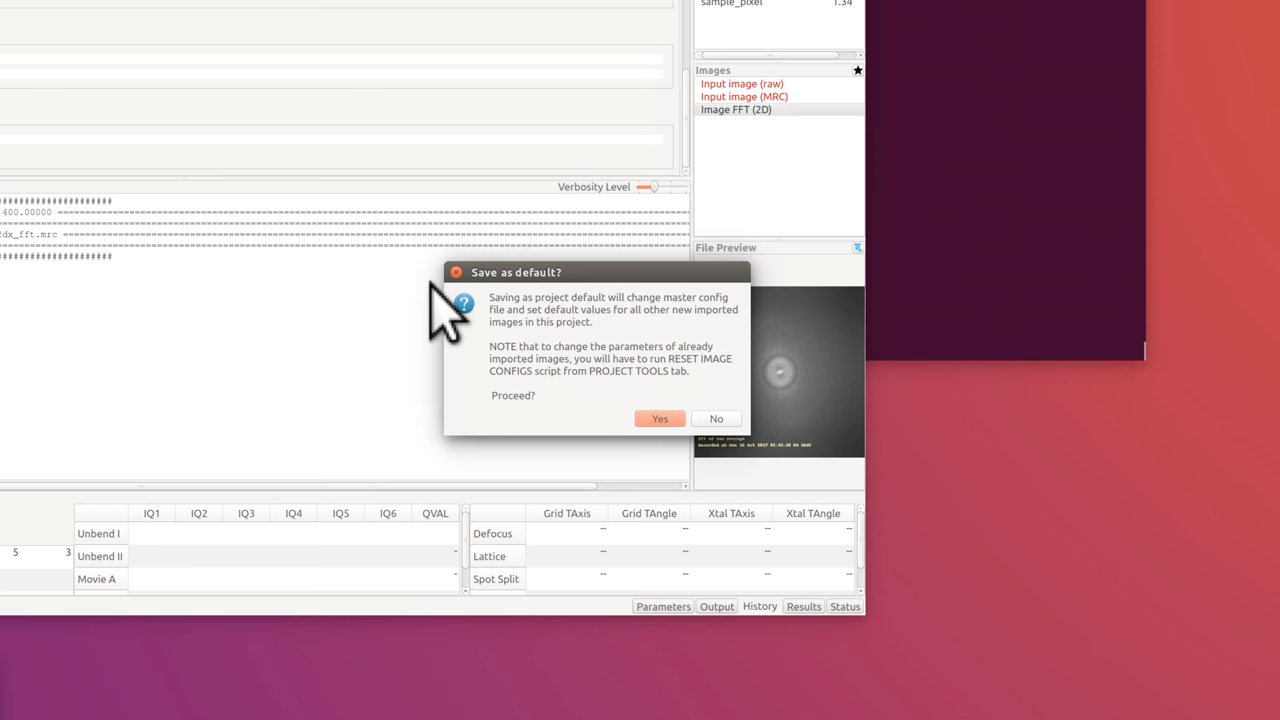 sample_pixel 1.34
Images
Input image (raw)
Input image (MRC)
Image FFT (2D)
Verbosity Level
#####################
400.00000 ==========================================================================================
====================================================================================================
dx_fft.mrc =========================================================================================
====================================================================================================
#####################
File Preview
Save as default?
?
Saving as project default will change master config
file and set default values for all other new imported
images in this project.
NOTE that to change the parameters of already
imported images, you will have to run RESET IMAGE
CONFIGS script from PROJECT TOOLS tab.
Proceed?
Yes No
FFT of raw average
IQ1 IQ2 IQ3 IQ4 IQ5 IQ6 QVAL
Unbend I
5 3 Unbend II -
Movie A -
Grid TAxis Grid TAngle Xtal TAxis Xtal TAngle
Defocus -- -- -- --
Lattice -- -- -- --
Spot Split -- -- -- --
Parameters Output History Results Status